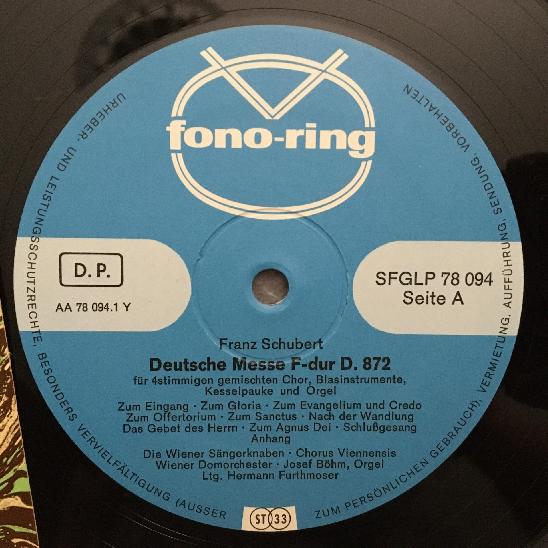 fono-ring
URHEBER- UND LEISTUNGSSCHUTZRECHTE, BESONDERS VERVIELFÄLTIGUNG (AUSSER ZUM PERSÖNLICHEN GEBRAUCH), VERMIETUNG, AUFFÜHRUNG, SENDUNG, VORBEHALTEN
D. P.
AA 78 094.1 Y
SFGLP 78 094
Seite A
Franz Schubert
Deutsche Messe F-dur D. 872
für 4stimmigen gemischten Chor, Blasinstrumente,
Kesselpauke und Orgel
Zum Eingang · Zum Gloria · Zum Evangelium und Credo
Zum Offertorium · Zum Sanctus · Nach der Wandlung
Das Gebet des Herrn · Zum Agnus Dei · Schlußgesang
Anhang
Die Wiener Sängerknaben · Chorus Viennensis
Wiener Domorchester · Josef Böhm, Orgel
Ltg. Hermann Furthmoser
ST 33